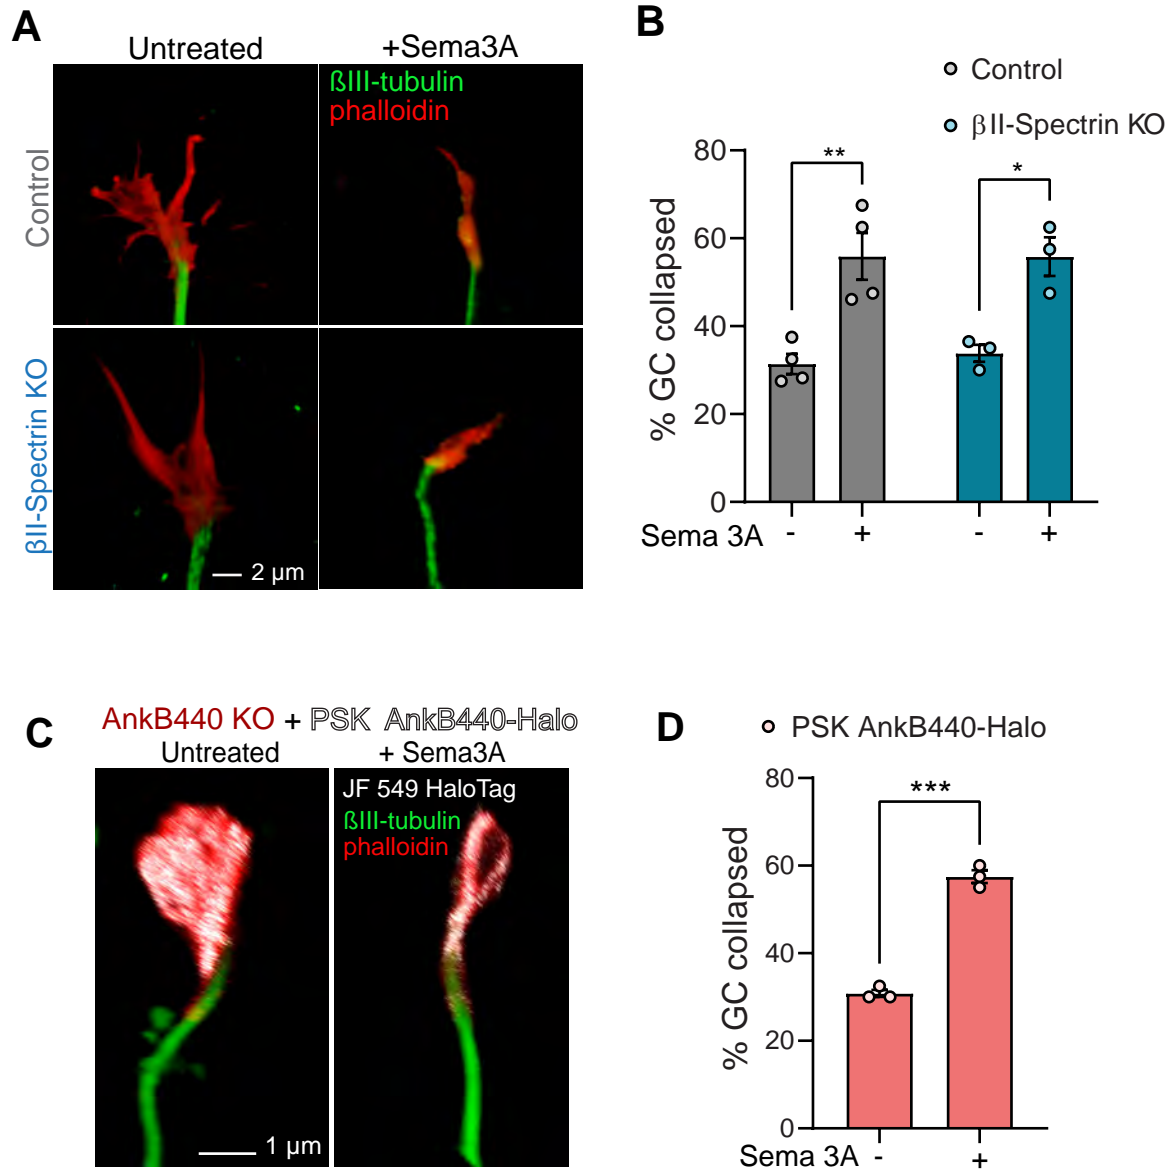 A
Untreated
+Sema3A
Control
ßIII-tubulin
phalloidin
βII-Spectrin KO
2 μm
B
Control
βII-Spectrin KO
% GC collapsed
80
60
40
20
0
**
*
Sema 3A - + - +
C
AnkB440 KO + PSK AnkB440-Halo
Untreated
+ Sema3A
JF 549 HaloTag
ßIII-tubulin
phalloidin
1 μm
D
PSK AnkB440-Halo
% GC collapsed
80
60
40
20
0
***
Sema 3A - +